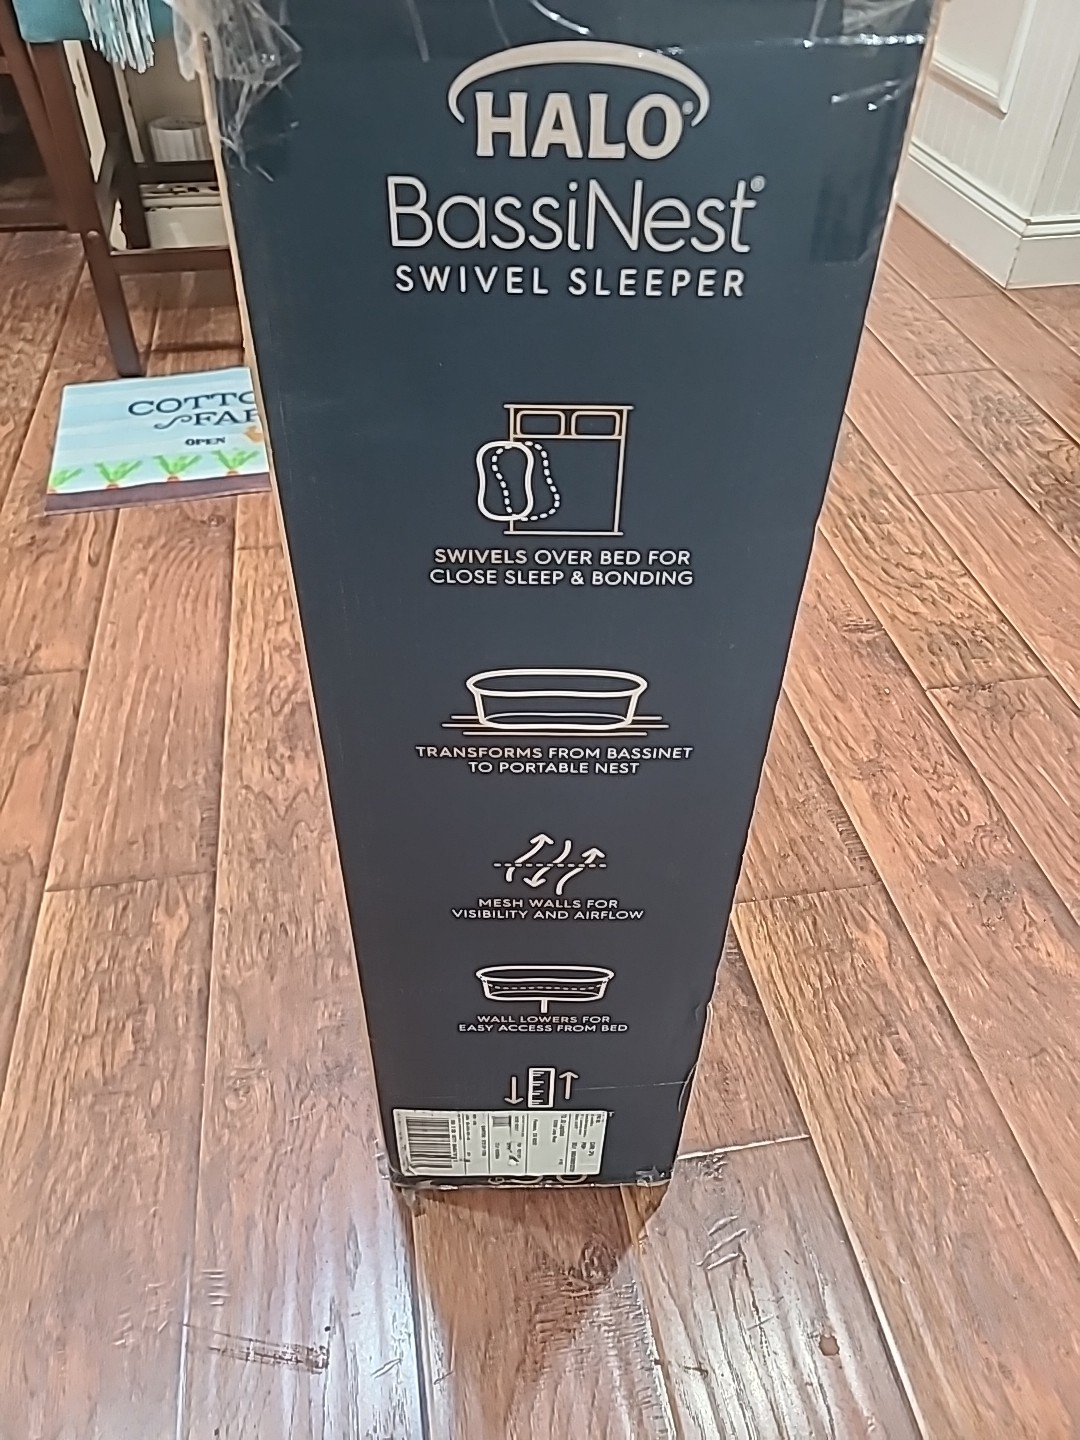 HALO®
BassiNest®
SWIVEL SLEEPER
COTTO
FAR
OPEN
SWIVELS OVER BED FOR
CLOSE SLEEP & BONDING
TRANSFORMS FROM BASSINET
TO PORTABLE NEST
MESH WALLS FOR
VISIBILITY AND AIRFLOW
WALL LOWERS FOR
EASY ACCESS FROM BED